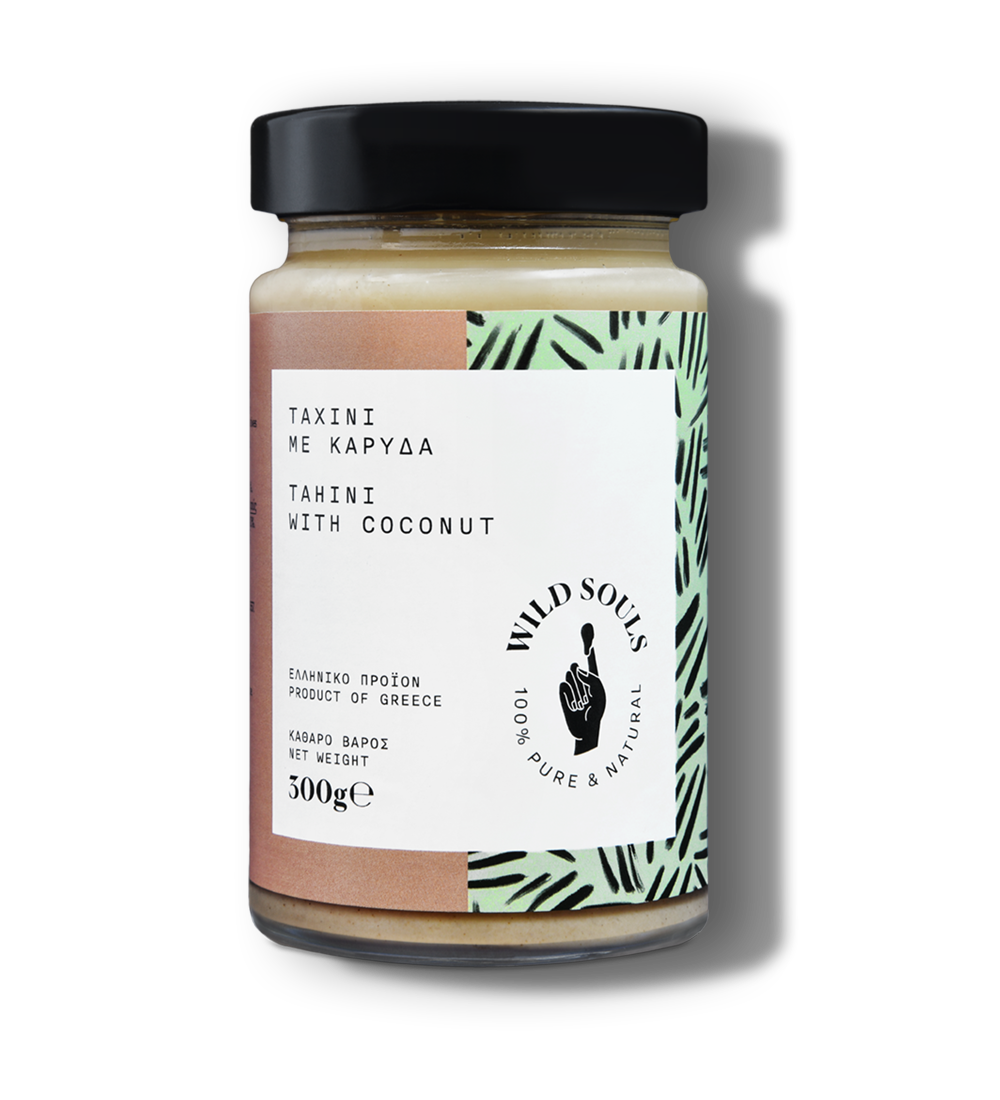 ΤΑΧΙΝΙ
ΜΕ ΚΑΡΥΔΑ
TAHINI
WITH COCONUT
WILD SOULS
100% PURE & NATURAL
ΕΛΛΗΝΙΚΟ ΠΡΟΪΟΝ
PRODUCT OF GREECE
ΚΑΘΑΡΟ ΒΑΡΟΣ
NET WEIGHT
300g℮